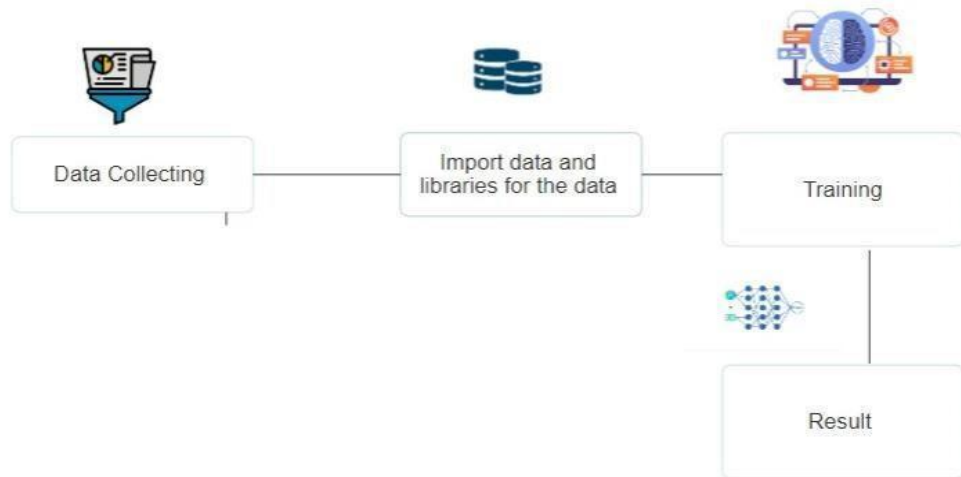 Data Collecting
Import data and
libraries for the data
Training
Result